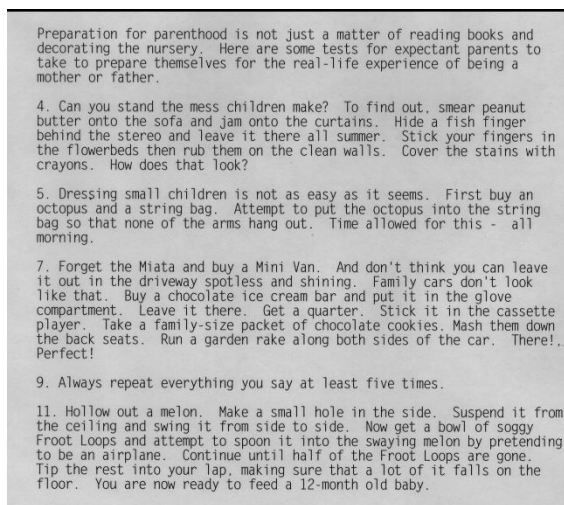 Preparation for parenthood is not just a matter of reading books and
decorating the nursery.  Here are some tests for expectant parents to
take to prepare themselves for the real-life experience of being a
mother or father.
4. Can you stand the mess children make?  To find out, smear peanut
butter onto the sofa and jam onto the curtains.  Hide a fish finger
behind the stereo and leave it there all summer.  Stick your fingers in
the flowerbeds then rub them on the clean walls.  Cover the stains with
crayons.  How does that look?
5. Dressing small children is not as easy as it seems.  First buy an
octopus and a string bag.  Attempt to put the octopus into the string
bag so that none of the arms hang out.  Time allowed for this -  all
morning.
7. Forget the Miata and buy a Mini Van.  And don't think you can leave
it out in the driveway spotless and shining.  Family cars don't look
like that.  Buy a chocolate ice cream bar and put it in the glove
compartment.  Leave it there.  Get a quarter.  Stick it in the cassette
player.  Take a family-size packet of chocolate cookies. Mash them down
the back seats.  Run a garden rake along both sides of the car.  There!.
Perfect!
9. Always repeat everything you say at least five times.
11. Hollow out a melon.  Make a small hole in the side.  Suspend it from
the ceiling and swing it from side to side.  Now get a bowl of soggy
Froot Loops and attempt to spoon it into the swaying melon by pretending
to be an airplane.  Continue until half of the Froot Loops are gone.
Tip the rest into your lap, making sure that a lot of it falls on the
floor.  You are now ready to feed a 12-month old baby.